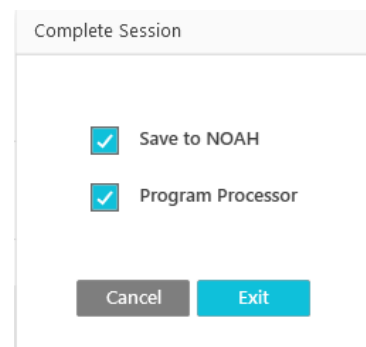 Complete Session
Save to NOAH
Program Processor
Cancel Exit